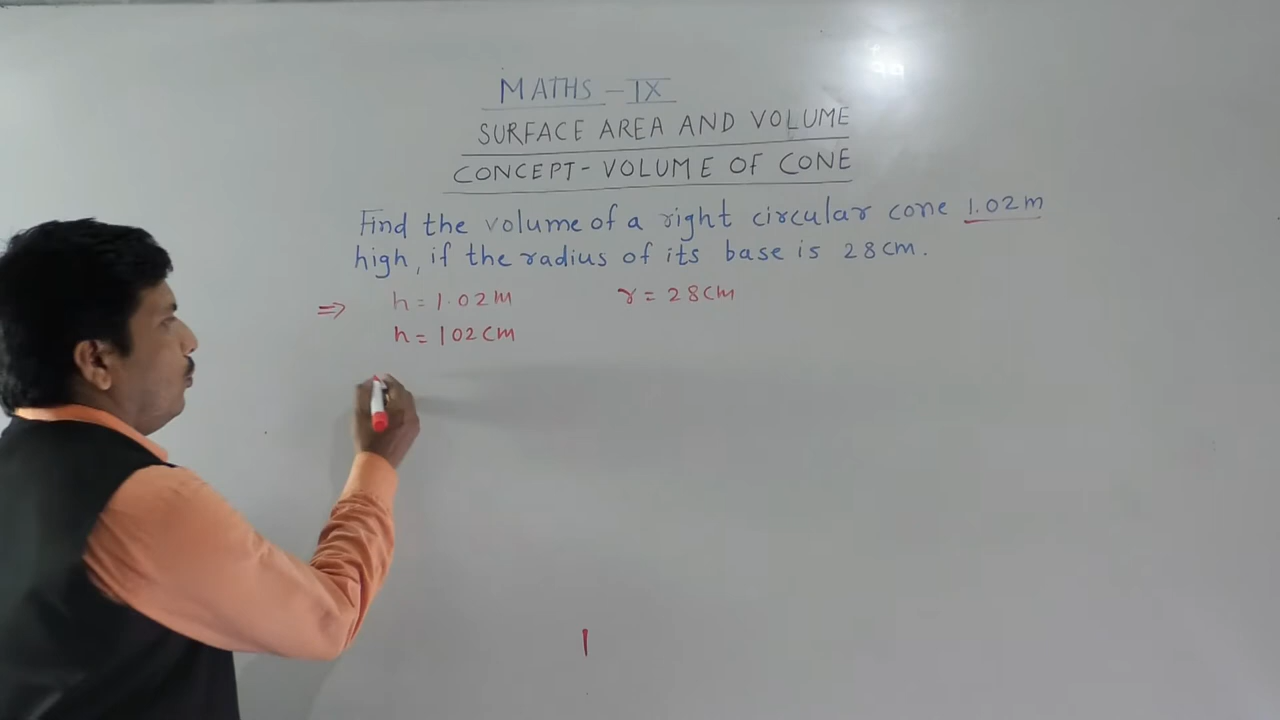 MATHS - IX
SURFACE AREA AND VOLUME
CONCEPT - VOLUME OF CONE
Find the volume of a right circular cone 1.02m
high, if the radius of its base is 28cm.
⇒ h = 1.02m r = 28cm
h = 102cm